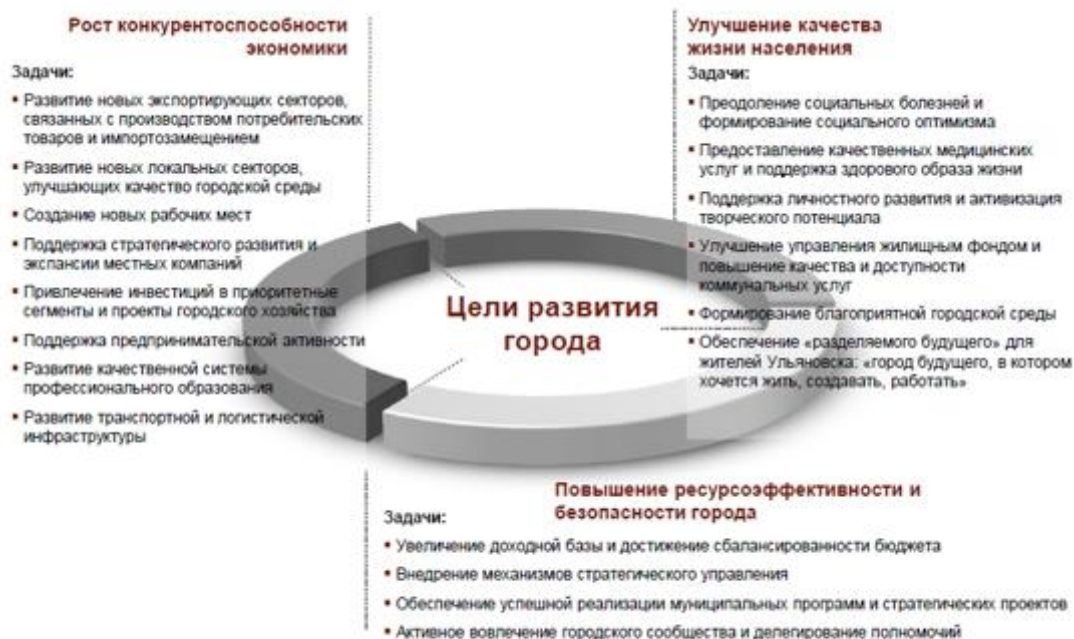 Рост конкурентоспособности
экономики
Задачи:
▪ Развитие новых экспортирующих секторов,
связанных с производством потребительских
товаров и импортозамещением
▪ Развитие новых локальных секторов,
улучшающих качество городской среды
▪ Создание новых рабочих мест
▪ Поддержка стратегического развития и
экспансии местных компаний
▪ Привлечение инвестиций в приоритетные
сегменты и проекты городского хозяйства
▪ Поддержка предпринимательской активности
▪ Развитие качественной системы
профессионального образования
▪ Развитие транспортной и логистической
инфраструктуры
Улучшение качества
жизни населения
Задачи:
▪ Преодоление социальных болезней и
формирование социального оптимизма
▪ Предоставление качественных медицинских
услуг и поддержка здорового образа жизни
▪ Поддержка личностного развития и активизация
творческого потенциала
▪ Улучшение управления жилищным фондом и
повышение качества и доступности
коммунальных услуг
▪ Формирование благоприятной городской среды
▪ Обеспечение «разделяемого будущего» для
жителей Ульяновска: «город будущего, в котором
хочется жить, создавать, работать»
Цели развития
города
Повышение ресурсоэффективности и
безопасности города
Задачи:
▪ Увеличение доходной базы и достижение сбалансированности бюджета
▪ Внедрение механизмов стратегического управления
▪ Обеспечение успешной реализации муниципальных программ и стратегических проектов
▪ Активное вовлечение городского сообщества и делегирование полномочий